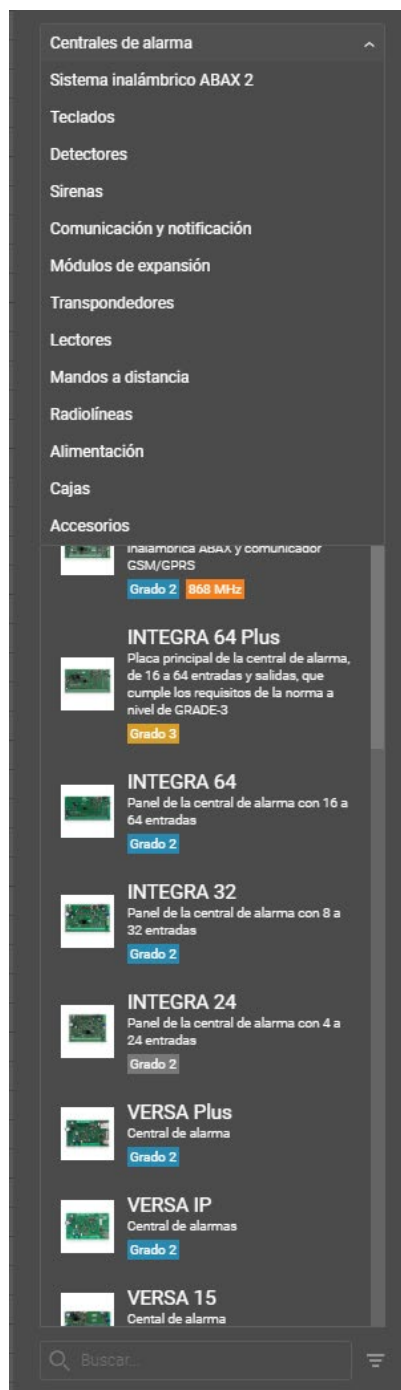 Centrales de alarma
Sistema inalámbrico ABAX 2
Teclados
Detectores
Sirenas
Comunicación y notificación
Módulos de expansión
Transpondedores
Lectores
Mandos a distancia
Radiolíneas
Alimentación
Cajas
Accesorios
inalámbrica ABAX y comunicador
GSM/GPRS
Grado 2 868 MHz
INTEGRA 64 Plus
Placa principal de la central de alarma,
de 16 a 64 entradas y salidas, que
cumple los requisitos de la norma a
nivel de GRADE-3
Grado 3
INTEGRA 64
Panel de la central de alarma con 16 a
64 entradas
Grado 2
INTEGRA 32
Panel de la central de alarma con 8 a
32 entradas
Grado 2
INTEGRA 24
Panel de la central de alarma con 4 a
24 entradas
Grado 2
VERSA Plus
Central de alarma
Grado 2
VERSA IP
Central de alarmas
Grado 2
VERSA 15
Cental de alarma
Buscar...